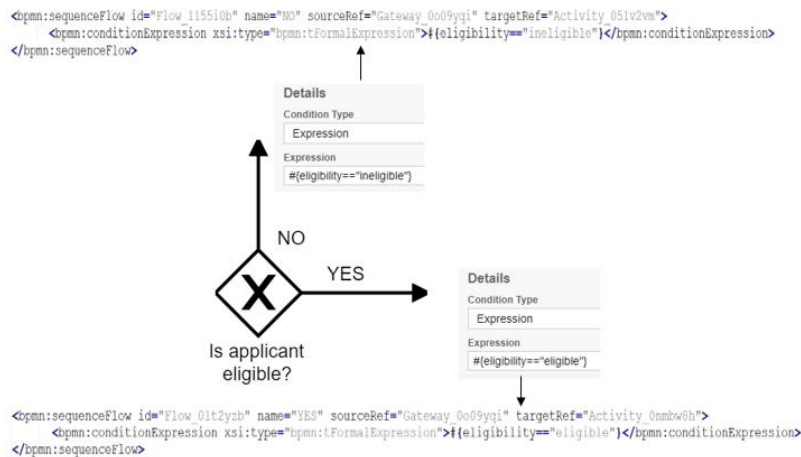 <bpmn:sequenceFlow id="Flow_1155i0b" name="NO" sourceRef="Gateway_0o09yqi" targetRef="Activity_051v2vm">
<bpmn:conditionExpression xsi:type="bpmn:tFormalExpression">#{eligibility=="ineligible"}</bpmn:conditionExpression>
</bpmn:sequenceFlow>
Details
Condition Type
Expression
Expression
#{eligibility=="ineligible"}
NO
YES
X
Is applicant
eligible?
Details
Condition Type
Expression
Expression
#{eligibility=="eligible"}
<bpmn:sequenceFlow id="Flow_01t2yzb" name="YES" sourceRef="Gateway_0o09yqi" targetRef="Activity_0nmbw8h">
<bpmn:conditionExpression xsi:type="bpmn:tFormalExpression">#{eligibility=="eligible"}</bpmn:conditionExpression>
</bpmn:sequenceFlow>